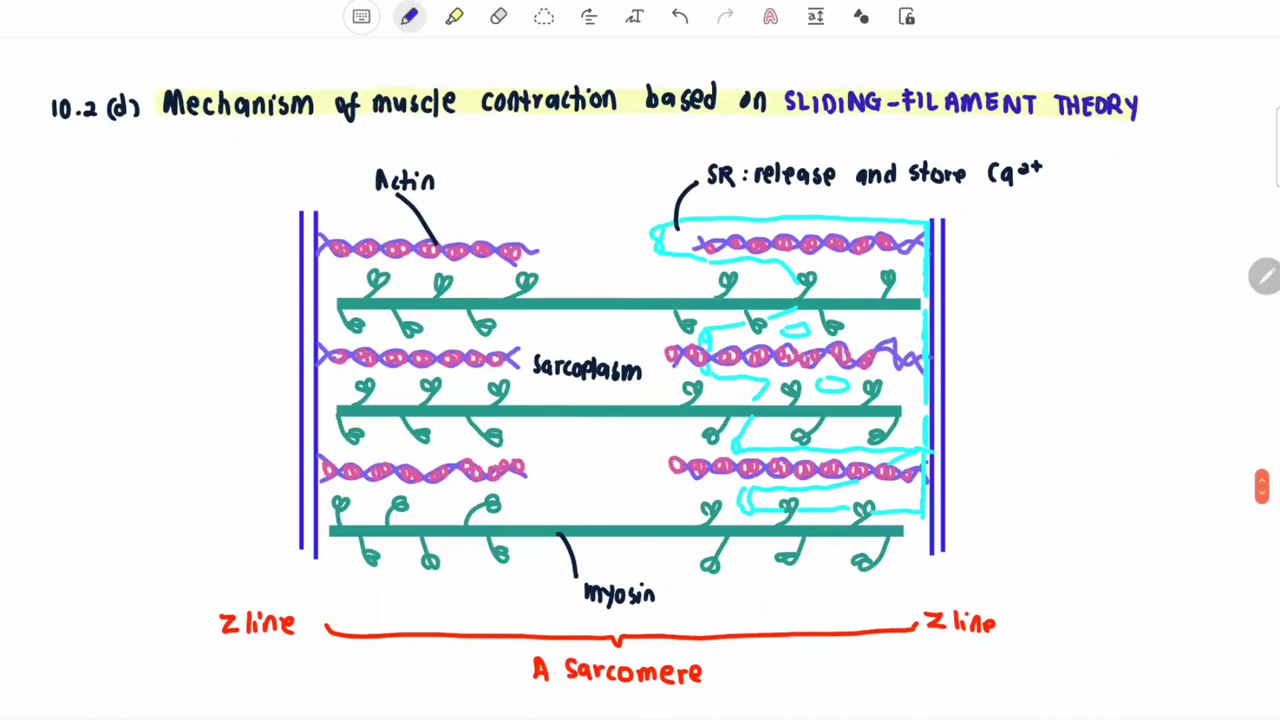 10.2 (d) Mechanism of muscle contraction based on SLIDING-FILAMENT THEORY
Actin
SR: release and store Ca2+
Sarcoplasm
myosin
Z line
Z line
A Sarcomere